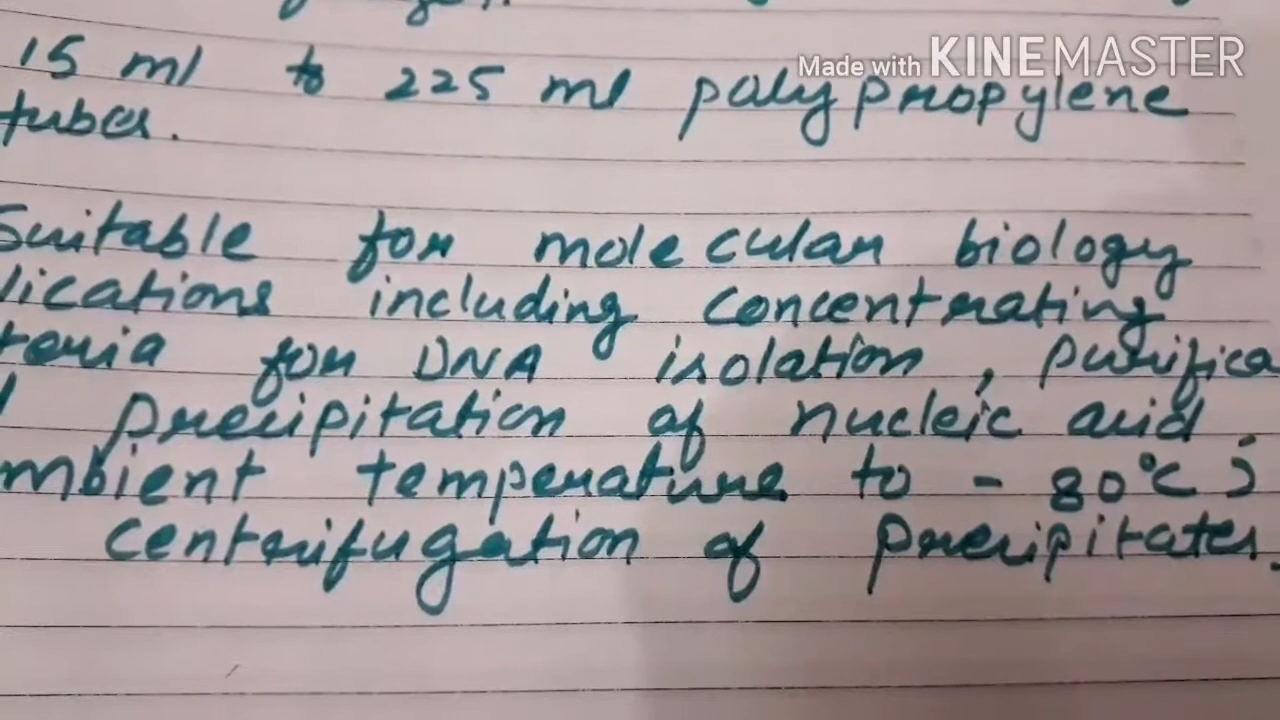 15 ml to 225 ml polypropylene
Made with KINEMASTER
tubes.
Suitable for molecular biology
lications including concentrating
teria for DNA isolation, purifica
precipitation of nucleic acid,
mbient temperature to - 80°C)
centrifugation of precipitates.